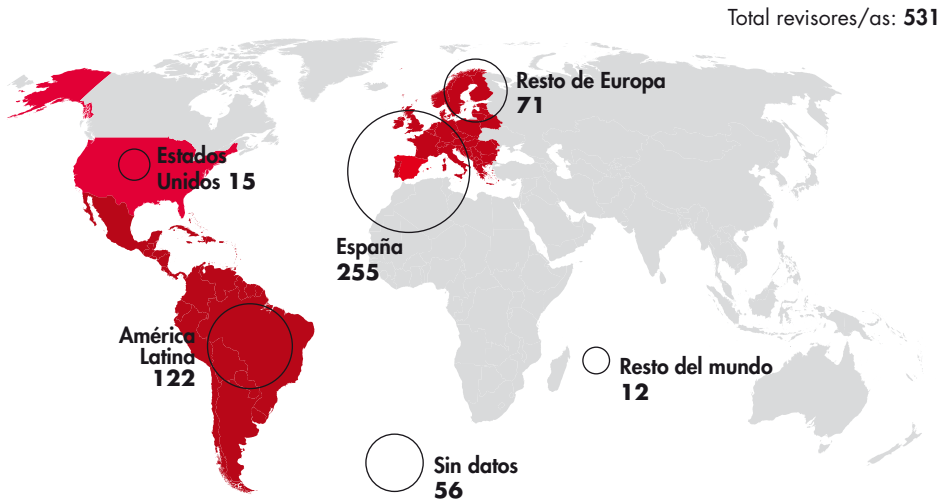 Total revisores/as: 531
Resto de Europa
71
Estados
Unidos 15
España
255
América
Latina
122
Resto del mundo
12
Sin datos
56